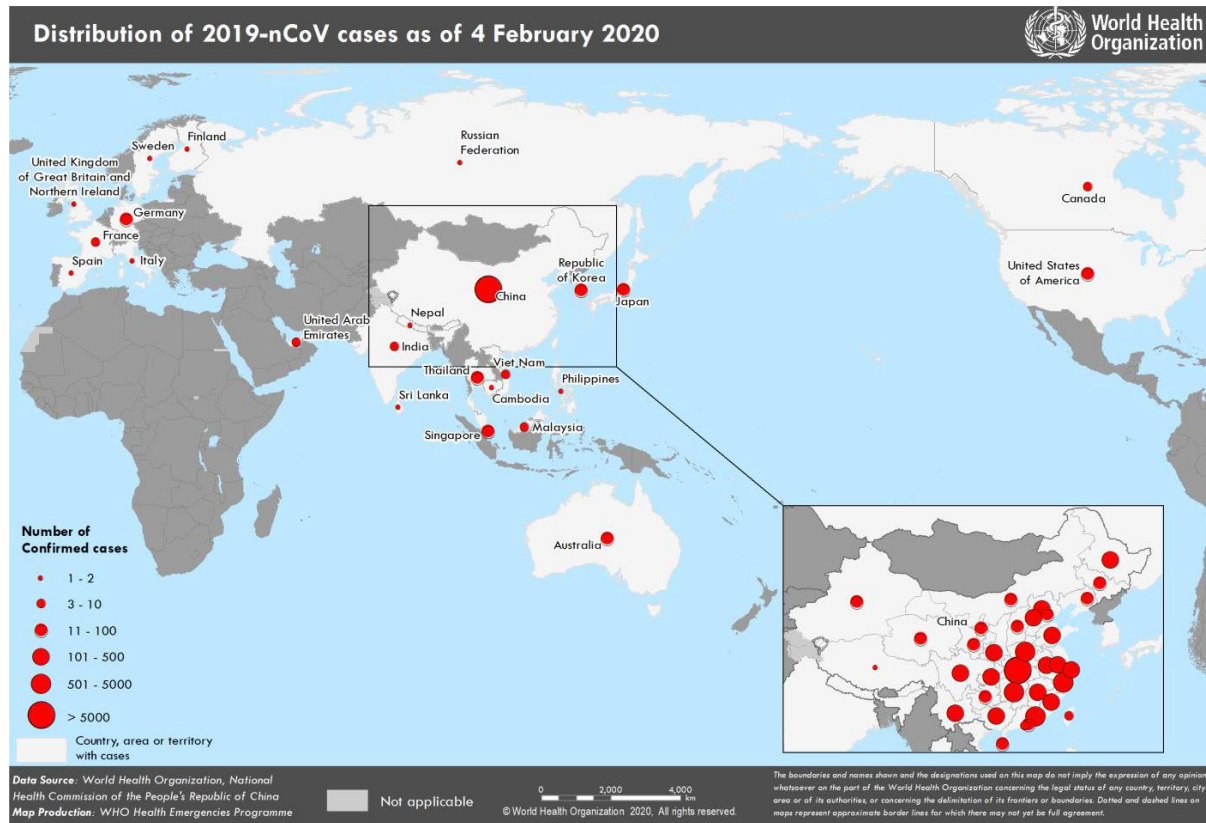 Distribution of 2019-nCoV cases as of 4 February 2020
World Health
Organization
Finland
Sweden
Russian
Federation
United Kingdom
of Great Britain and
Northern Ireland
Germany
France
Spain
Italy
Canada
United States
of America
Republic
of Korea
China
Japan
Nepal
United Arab
Emirates
India
Viet Nam
Thailand
Philippines
Sri Lanka
Cambodia
Singapore
Malaysia
Australia
Number of
Confirmed cases
1 - 2
3 - 10
11 - 100
101 - 500
501 - 5000
> 5000
Country, area or territory
with cases
China
Data Source: World Health Organization, National
Health Commission of the People's Republic of China
Map Production: WHO Health Emergencies Programme
Not applicable
0 2,000 4,000
km
© World Health Organization 2020, All rights reserved.
The boundaries and names shown and the designations used on this map do not imply the expression of any opinion
whatsoever on the part of the World Health Organization concerning the legal status of any country, territory, city
area or of its authorities, or concerning the delimitation of its frontiers or boundaries. Dotted and dashed lines on
maps represent approximate border lines for which there may not yet be full agreement.